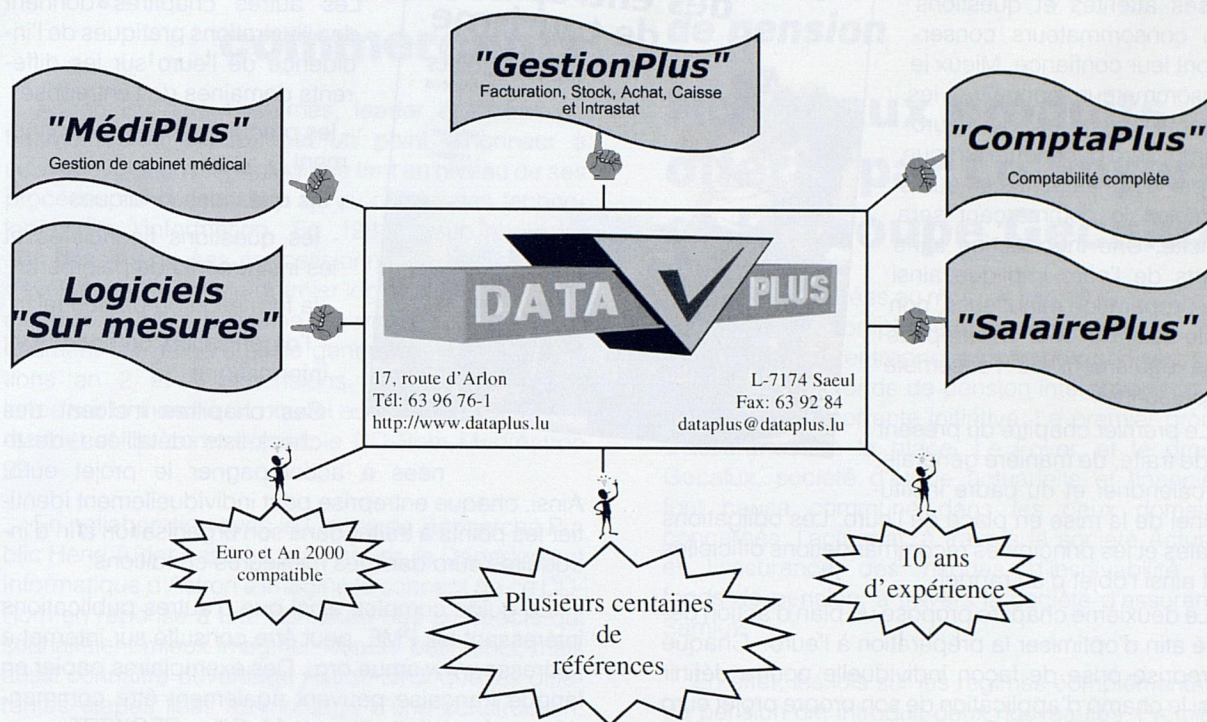 "GestionPlus"
Facturation, Stock, Achat, Caisse
et Intrastat
"MédiPlus"
Gestion de cabinet médical
"ComptaPlus"
Comptabilité complète
Logiciels
"Sur mesures"
"SalairePlus"
DATA PLUS
17, route d'Arlon
Tél: 63 96 76-1
http://www.dataplus.lu
L-7174 Saeul
Fax: 63 92 84
dataplus@dataplus.lu
Euro et An 2000
compatible
Plusieurs centaines
de
références
10 ans
d'expérience